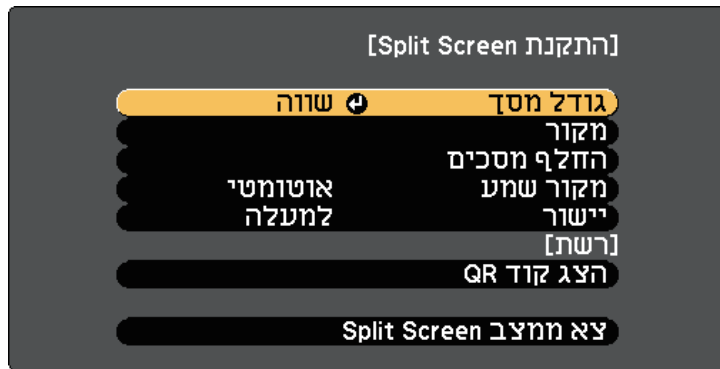 [התקנת Split Screen]
גודל מסך שווה
מקור
החלף מסכים
מקור שמע אוטומטי
יישור למעלה
[רשת]
הצג קוד QR
צא ממצב Split Screen